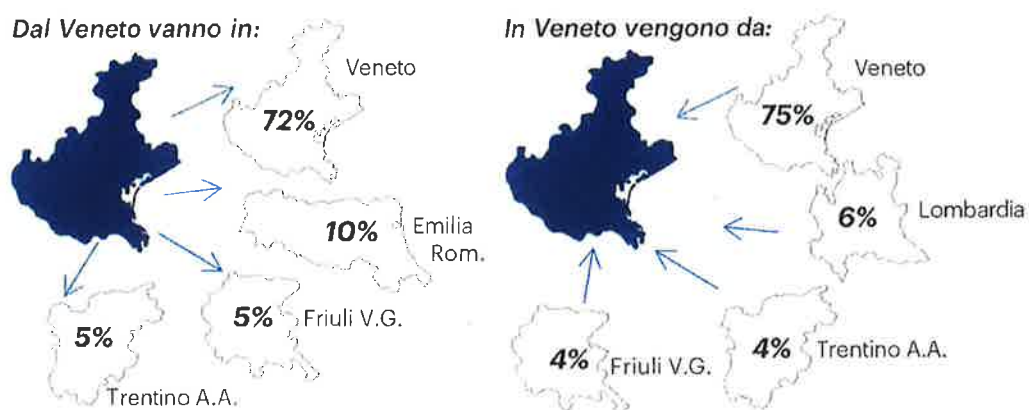 Dal Veneto vanno in:
Veneto
72%
10%
Emilia
Rom.
5%
Friuli V.G.
5%
Trentino A.A.
In Veneto vengono da:
Veneto
75%
6%
Lombardia
4%
Trentino A.A.
4%
Friuli V.G.